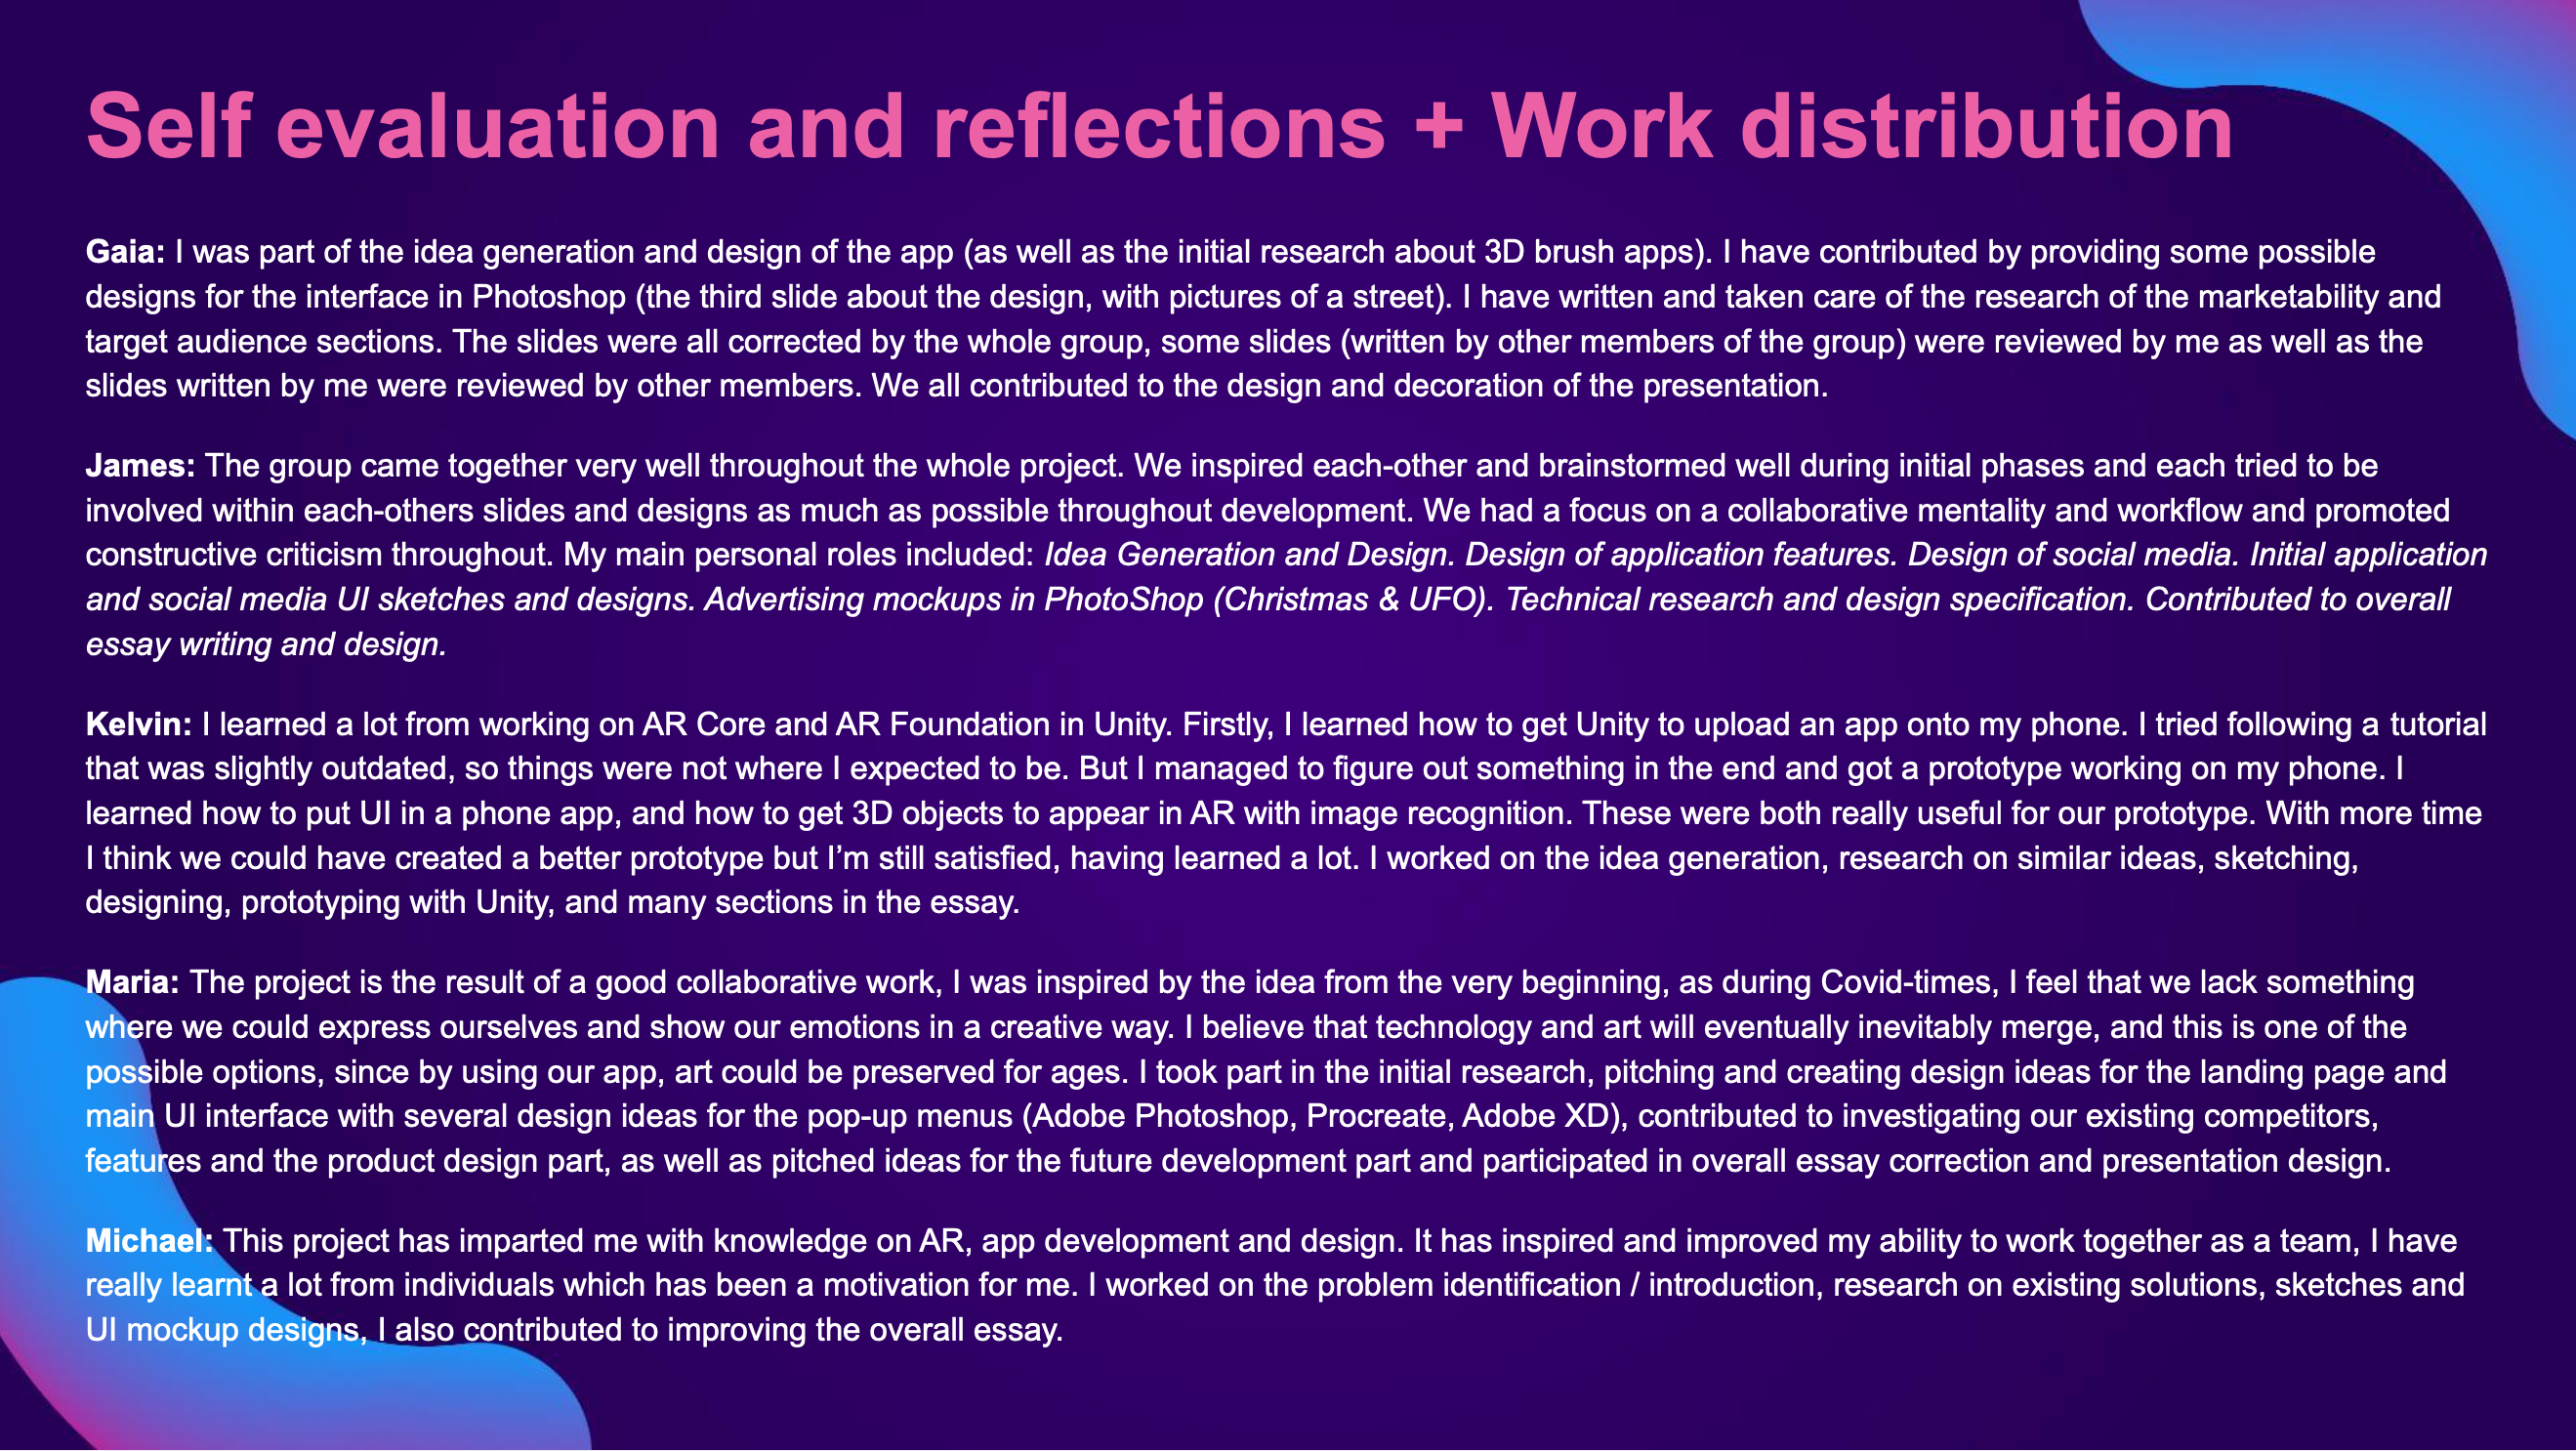 Self evaluation and reflections + Work distribution
Gaia: I was part of the idea generation and design of the app (as well as the initial research about 3D brush apps). I have contributed by providing some possible
designs for the interface in Photoshop (the third slide about the design, with pictures of a street). I have written and taken care of the research of the marketability and
target audience sections. The slides were all corrected by the whole group, some slides (written by other members of the group) were reviewed by me as well as the
slides written by me were reviewed by other members. We all contributed to the design and decoration of the presentation.
James: The group came together very well throughout the whole project. We inspired each-other and brainstormed well during initial phases and each tried to be
involved within each-others slides and designs as much as possible throughout development. We had a focus on a collaborative mentality and workflow and promoted
constructive criticism throughout. My main personal roles included: Idea Generation and Design. Design of application features. Design of social media. Initial application
and social media UI sketches and designs. Advertising mockups in PhotoShop (Christmas & UFO). Technical research and design specification. Contributed to overall
essay writing and design.
Kelvin: I learned a lot from working on AR Core and AR Foundation in Unity. Firstly, I learned how to get Unity to upload an app onto my phone. I tried following a tutorial
that was slightly outdated, so things were not where I expected to be. But I managed to figure out something in the end and got a prototype working on my phone. I
learned how to put UI in a phone app, and how to get 3D objects to appear in AR with image recognition. These were both really useful for our prototype. With more time
I think we could have created a better prototype but I’m still satisfied, having learned a lot. I worked on the idea generation, research on similar ideas, sketching,
designing, prototyping with Unity, and many sections in the essay.
Maria: The project is the result of a good collaborative work, I was inspired by the idea from the very beginning, as during Covid-times, I feel that we lack something
where we could express ourselves and show our emotions in a creative way. I believe that technology and art will eventually inevitably merge, and this is one of the
possible options, since by using our app, art could be preserved for ages. I took part in the initial research, pitching and creating design ideas for the landing page and
main UI interface with several design ideas for the pop-up menus (Adobe Photoshop, Procreate, Adobe XD), contributed to investigating our existing competitors,
features and the product design part, as well as pitched ideas for the future development part and participated in overall essay correction and presentation design.
Michael: This project has imparted me with knowledge on AR, app development and design. It has inspired and improved my ability to work together as a team, I have
really learnt a lot from individuals which has been a motivation for me. I worked on the problem identification / introduction, research on existing solutions, sketches and
UI mockup designs, I also contributed to improving the overall essay.